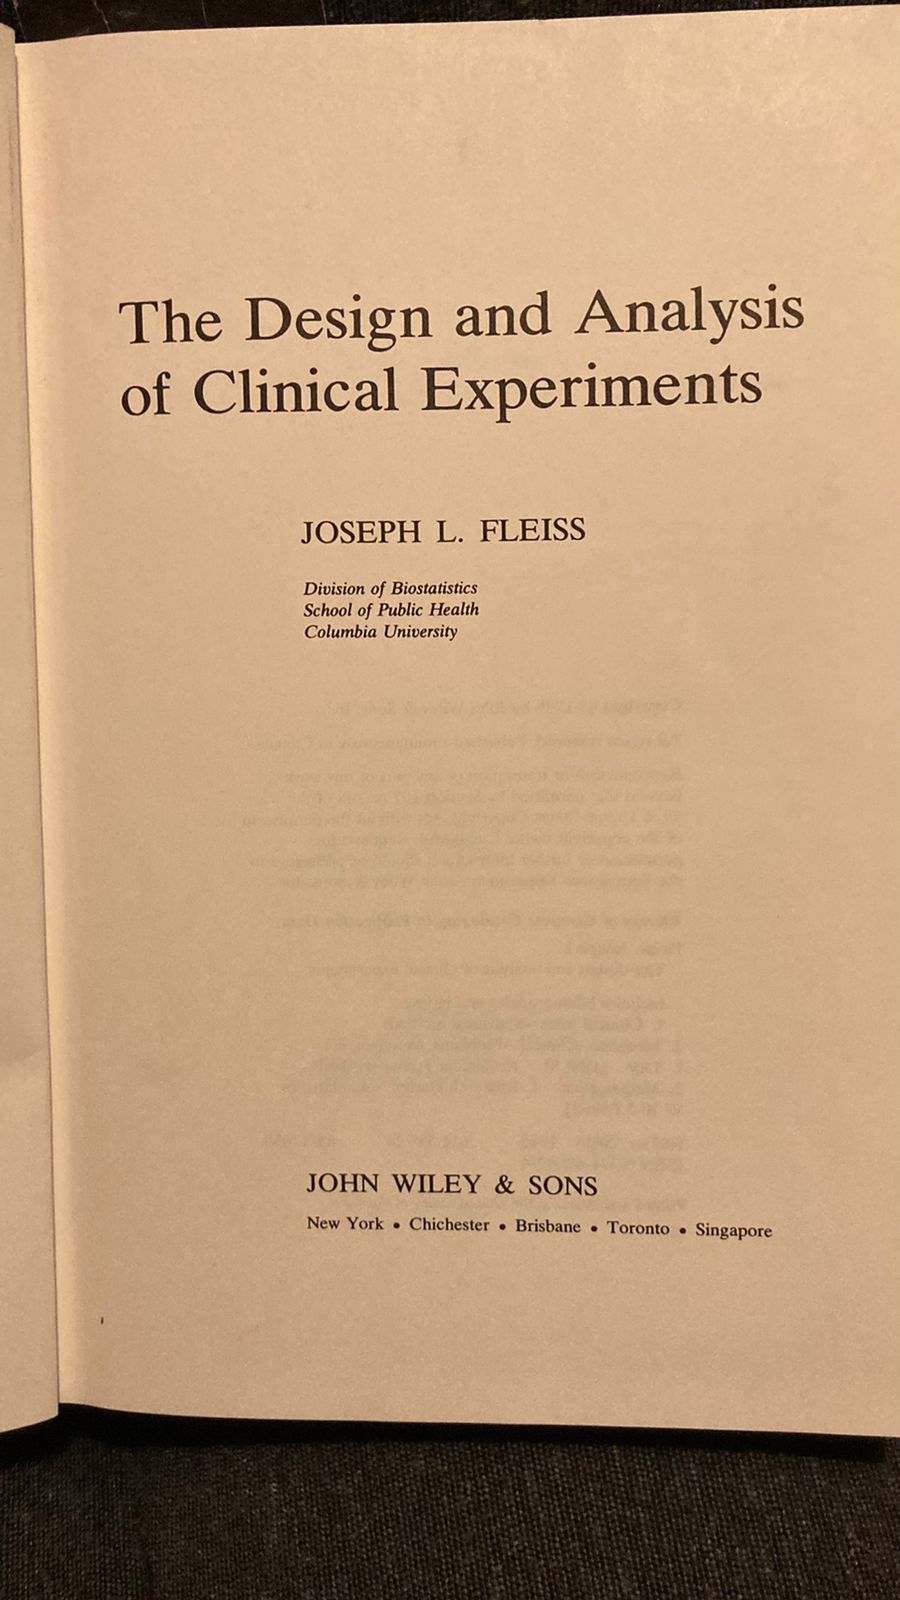 The Design and Analysis
of Clinical Experiments
JOSEPH L. FLEISS
Division of Biostatistics
School of Public Health
Columbia University
JOHN WILEY & SONS
New York • Chichester • Brisbane • Toronto • Singapore